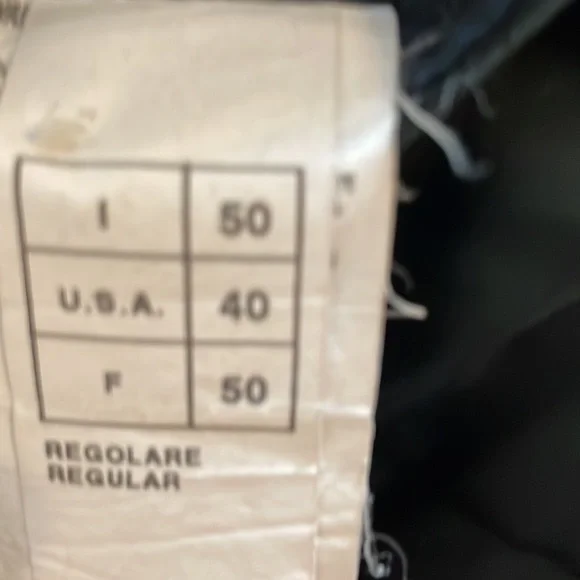 I 50
U.S.A. 40
F 50
REGOLARE
REGULAR